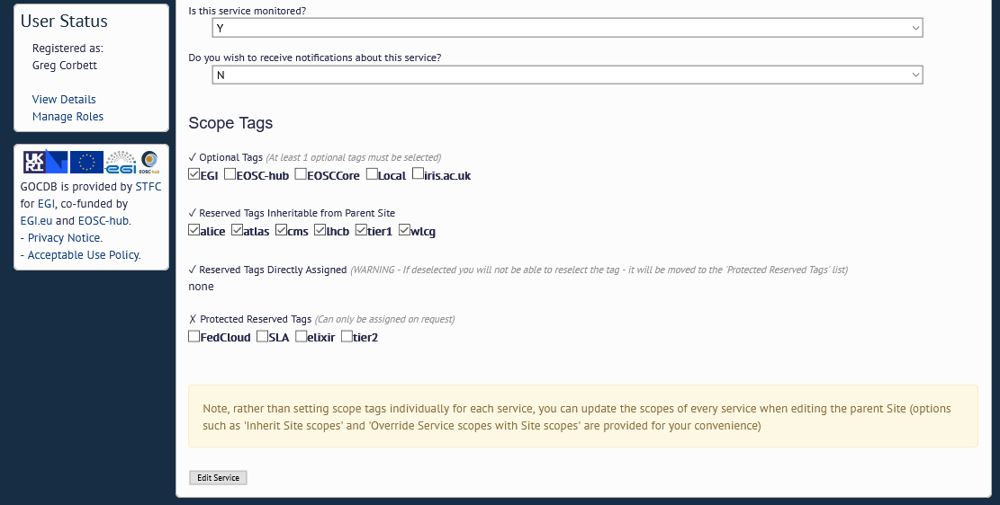 User Status
Registered as:
Greg Corbett
View Details
Manage Roles
UK
RI
EGI
EOSC-hub
GOCDB is provided by STFC
for EGI, co-funded by
EGI.eu and EOSC-hub.
- Privacy Notice.
- Acceptable Use Policy.
Is this service monitored?
Y
Do you wish to receive notifications about this service?
N
Scope Tags
✓ Optional Tags (At least 1 optional tags must be selected)
EGI EOSC-hub EOSCCore Local iris.ac.uk
✓ Reserved Tags Inheritable from Parent Site
alice atlas cms lhcb tier1 wlcg
✓ Reserved Tags Directly Assigned (WARNING - If deselected you will not be able to reselect the tag - it will be moved to the 'Protected Reserved Tags' list)
none
✗ Protected Reserved Tags (Can only be assigned on request)
FedCloud SLA elixir tier2
Note, rather than setting scope tags individually for each service, you can update the scopes of every service when editing the parent Site (options
such as 'Inherit Site scopes' and 'Override Service scopes with Site scopes' are provided for your convenience)
Edit Service